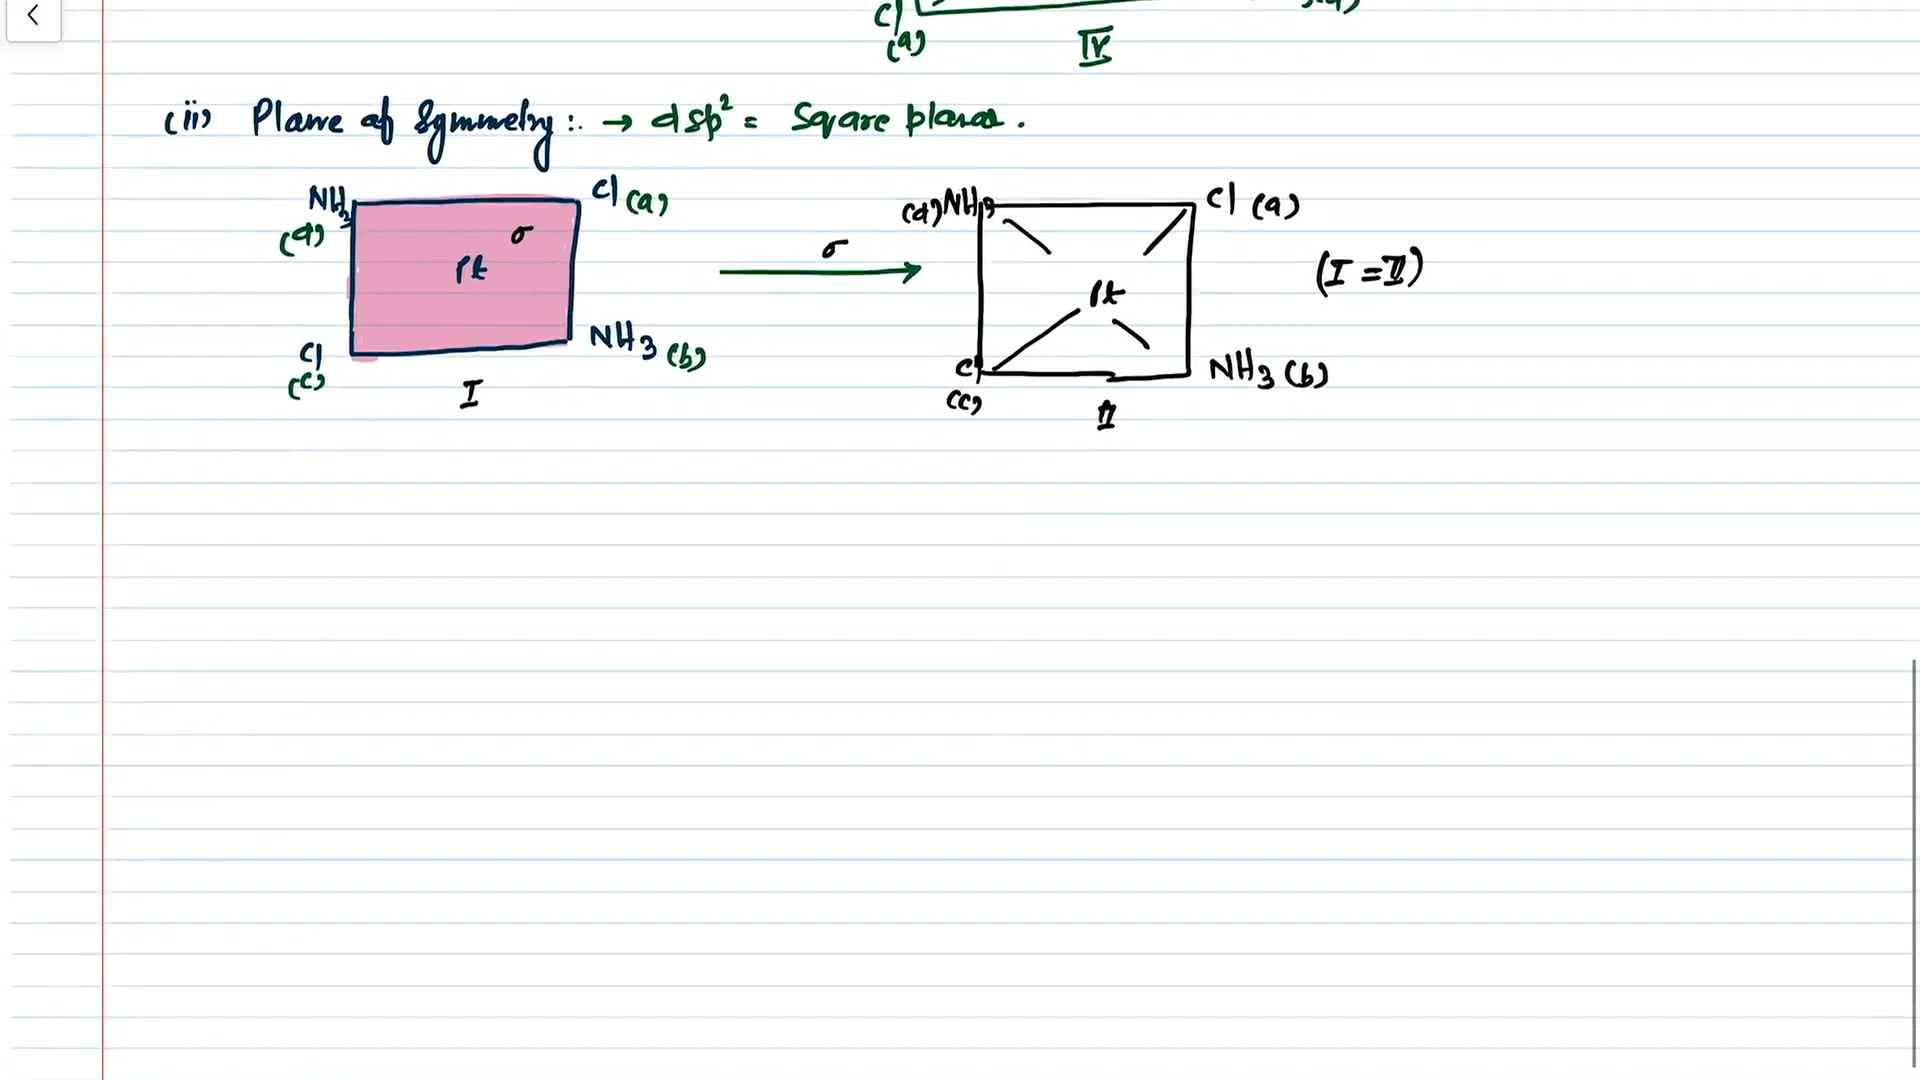 Cl
(a)
IV
(ii) Plane of Symmetry :. → dsp² = Square planar.
NH3 Cl (a)
(d) σ
Pt
Cl NH3 (b)
(c)
I
σ
(d) NH3 Cl (a)
(I = II)
Pt
Cl NH3 (b)
(c)
II